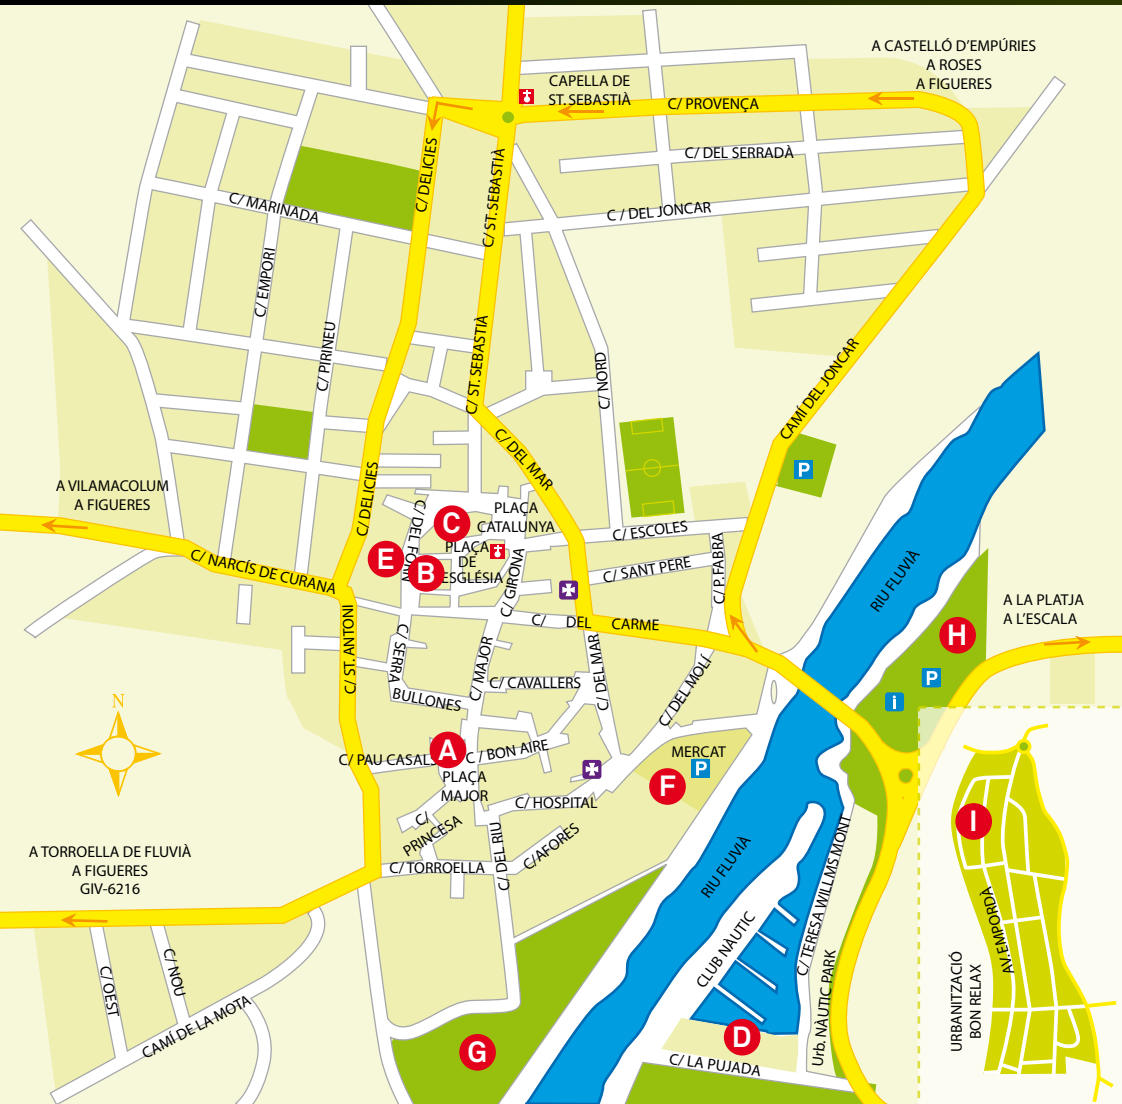 A CASTELLÓ D'EMPÚRIES
A ROSES
A FIGUERES
CAPELLA DE
ST. SEBASTIÀ
C/ PROVENÇA
C/ DEL SERRADÀ
C / DEL JONCAR
C/ DELICIES
C/ ST. SEBASTIÀ
C/ MARINADA
C/ EMPORI
C/ PIRINEU
C/ ST. SEBASTIÀ
C/ NORD
CAMÍ DEL JONCAR
P
C/ DEL MAR
C/ DELICIES
A VILAMACOLUM
A FIGUERES
C/ NARCÍS DE CURANA
PLAÇA
CATALUNYA
C
C/ DEL FORN
E
B
PLAÇA
DE
L'ESGLÉSIA
C/ GIRONA
C/ ESCOLES
C/ SANT PERE
C/ P. FABRA
C/ DEL CARME
RIU FLUVIÀ
A LA PLATJA
A L'ESCALA
H
P
i
C/ ST. ANTONI
C/ SERRA
BULLONES
C/ MAJOR
C/ CAVALLERS
C/ DEL MAR
C/ DEL MOLÍ
N
C/ PAU CASALS
A
C / BON AIRE
PLAÇA
MAJOR
MERCAT
P
F
C/ HOSPITAL
C/
PRINCESA
C/ DEL RIU
C/AFORES
C/ TORROELLA
A TORROELLA DE FLUVIÀ
A FIGUERES
GIV-6216
C/ OEST
C/ NOU
CAMÍ DE LA MOTA
G
RIU FLUVIÀ
CLUB NÀUTIC
C/ TERESA WILLMS MONT
Urb. NÀUTIC PARK
D
C/ LA PUJADA
I
AV. EMPORDA
URBANITZACIÓ
BON RELAX